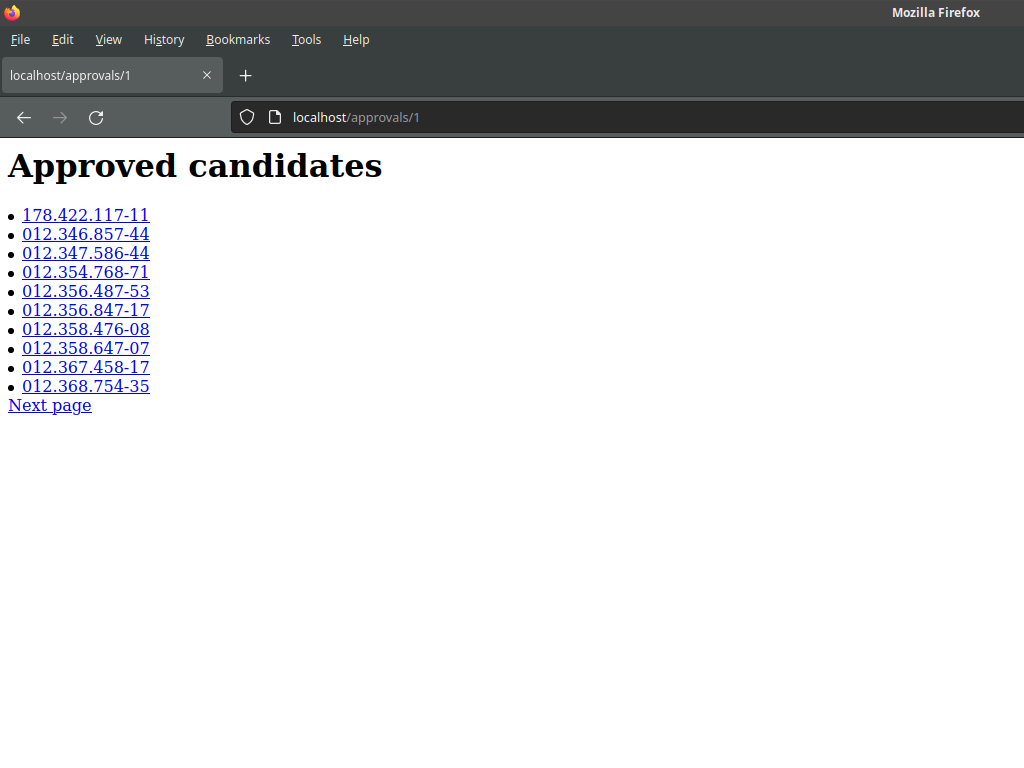 Mozilla Firefox
File Edit View History Bookmarks Tools Help
localhost/approvals/1
localhost/approvals/1
Approved candidates
178.422.117-11
012.346.857-44
012.347.586-44
012.354.768-71
012.356.487-53
012.356.847-17
012.358.476-08
012.358.647-07
012.367.458-17
012.368.754-35
Next page